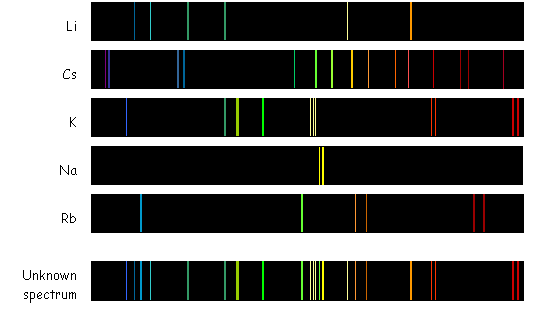 Li
Cs
K
Na
Rb
Unknown
spectrum